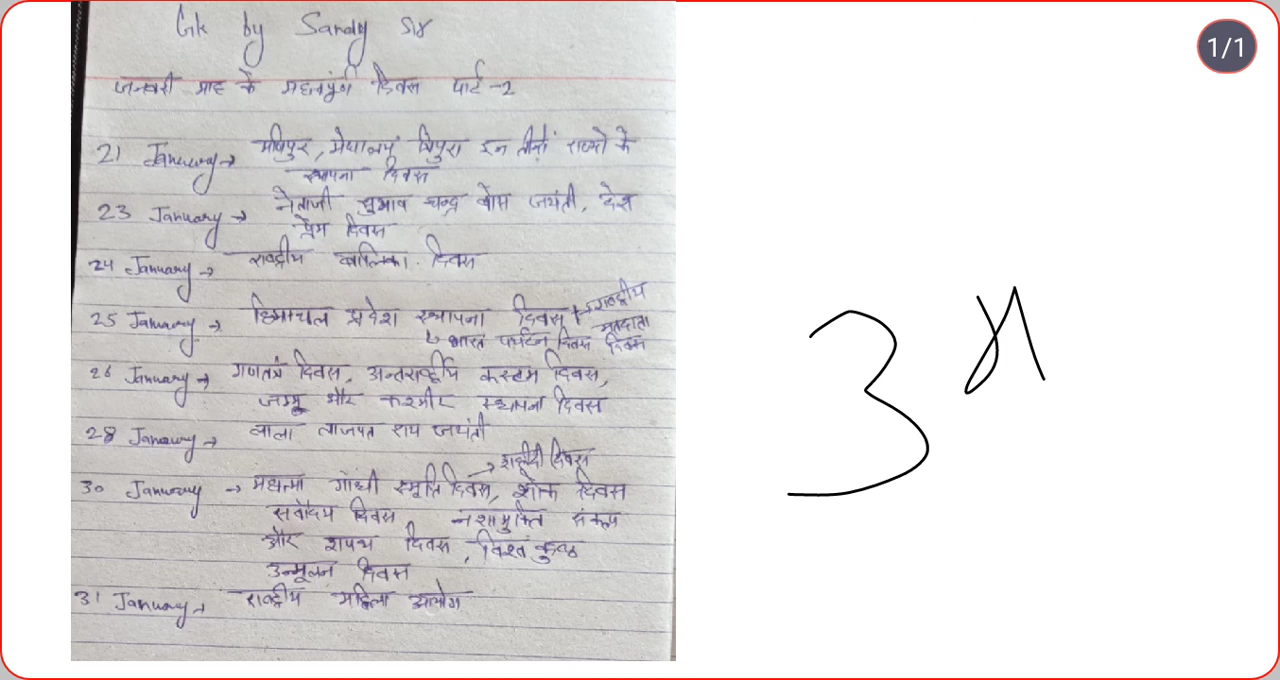 Gk by Sandy Sir
जनवरी माह के महत्वपूर्ण दिवस पार्ट -2
21 January → मणिपुर, मेघालय, त्रिपुरा इन तीनों राज्यो के
स्थापना दिवस
23 January → नेताजी सुभाष चन्द्र बोस जयंती, देश
प्रेम दिवस
24 January → राष्ट्रीय बालिका दिवस
25 January → हिमाचल प्रदेश स्थापना दिवस → राष्ट्रीय
मतदाता
↳ भारत पर्यटन दिवस दिवस
26 January → गणतंत्र दिवस, अन्तराष्ट्रीय कस्टम दिवस,
जम्मू और कश्मीर स्थापना दिवस
28 January → लाला लाजपत राय जयंती
→ शहीदी दिवस
30 January → महात्मा गांधी स्मृति दिवस, शोक दिवस
सर्वोदय दिवस नशामुक्ति संकल्प
और शपथ दिवस, विश्व कुष्ठ
उन्मूलन दिवस
31 January → राष्ट्रीय महिला आयोग
1/1
3